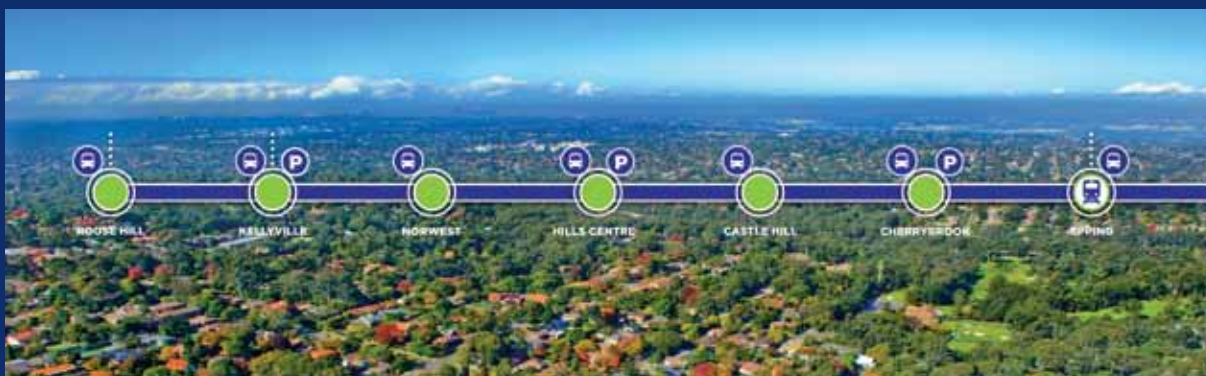 P
P
P
ROUSE HILL
KELLYVILLE
NORWEST
HILLS CENTRE
CASTLE HILL
CHERRYBROOK
EPPING